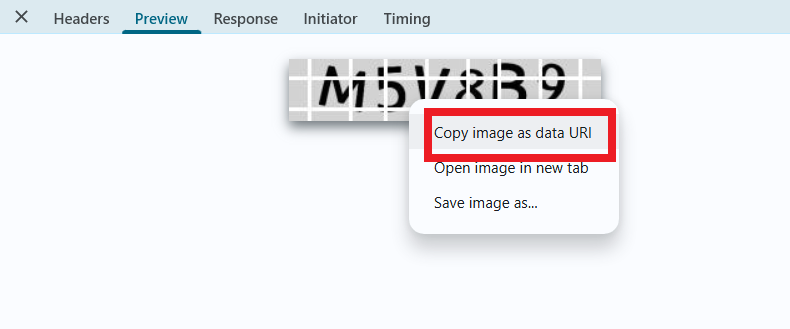 Headers Preview Response Initiator Timing
M5V8B9
Copy image as data URI
Open image in new tab
Save image as...